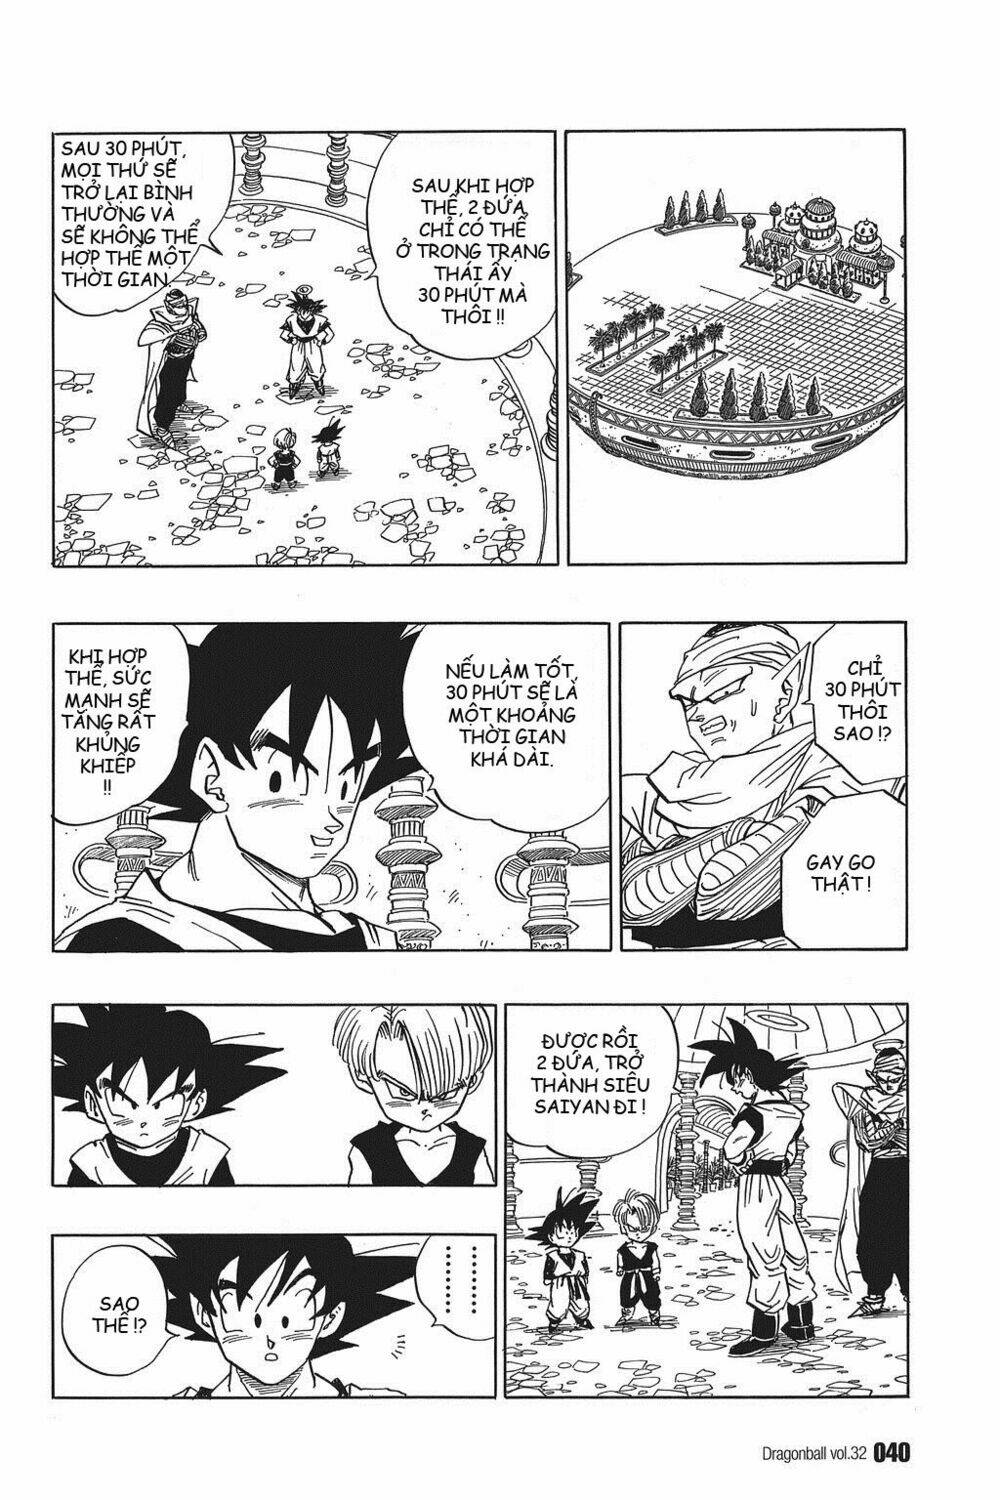 SAU KHI HỢP
THỂ, 2 ĐỨA
CHỈ CÓ THỂ
Ở TRONG TRẠNG
THÁI ẤY
30 PHÚT MÀ
THÔI !!
SAU 30 PHÚT,
MỌI THỨ SẼ
TRỞ LẠI BÌNH
THƯỜNG VÀ
SẼ KHÔNG THỂ
HỢP THỂ MỘT
THỜI GIAN.
CHỈ
30 PHÚT
THÔI
SAO !?
GAY GO
THẬT !
NẾU LÀM TỐT,
30 PHÚT SẼ LÀ
MỘT KHOẢNG
THỜI GIAN
KHÁ DÀI.
KHI HỢP
THỂ, SỨC
MẠNH SẼ
TĂNG RẤT
KHỦNG
KHIẾP
!!
ĐƯỢC RỒI
2 ĐỨA, TRỞ
THÀNH SIÊU
SAIYAN ĐI !
SAO
THẾ !?
Dragonball vol.32 040